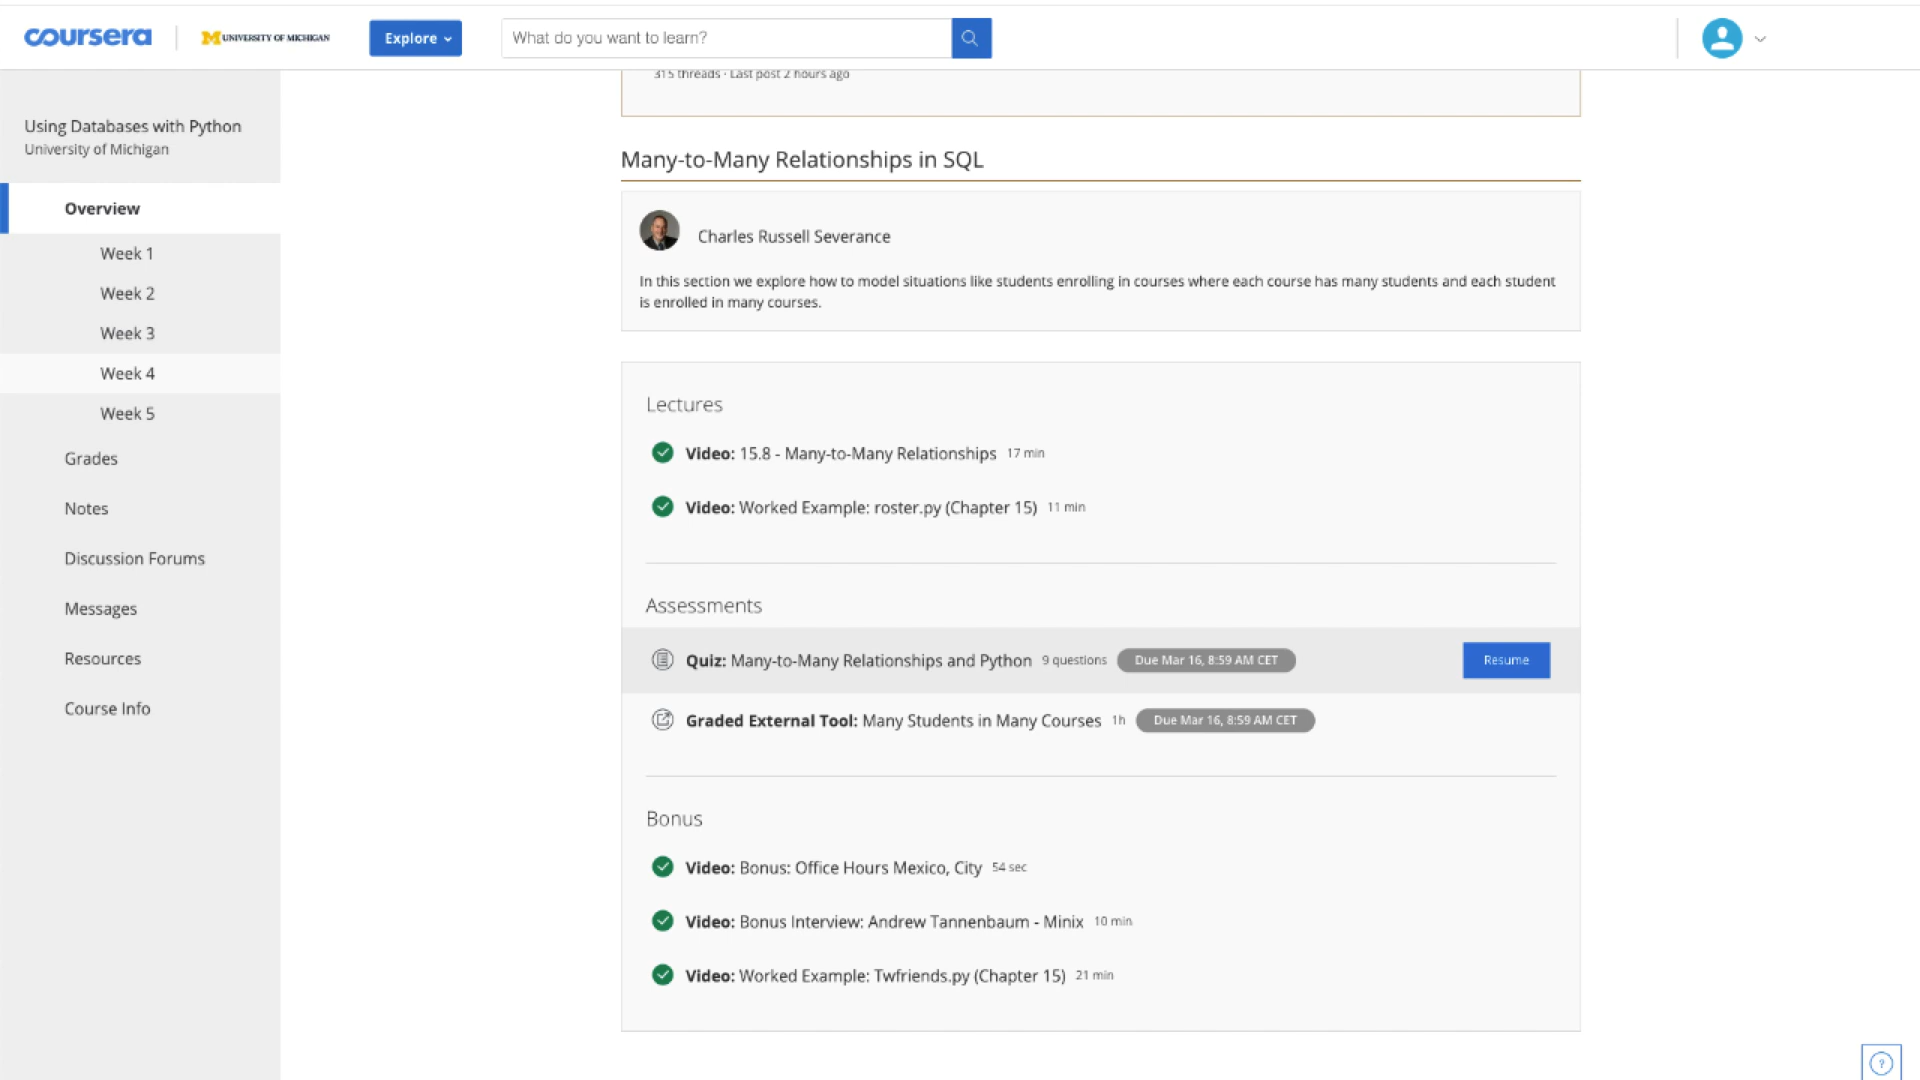 coursera
UNIVERSITY OF MICHIGAN
Explore
What do you want to learn?
315 threads · Last post 2 hours ago
Using Databases with Python
University of Michigan
Overview
Week 1
Week 2
Week 3
Week 4
Week 5
Grades
Notes
Discussion Forums
Messages
Resources
Course Info
Many-to-Many Relationships in SQL
Charles Russell Severance
In this section we explore how to model situations like students enrolling in courses where each course has many students and each student
is enrolled in many courses.
Lectures
Video: 15.8 - Many-to-Many Relationships 17 min
Video: Worked Example: roster.py (Chapter 15) 11 min
Assessments
Quiz: Many-to-Many Relationships and Python 9 questions Due Mar 16, 8:59 AM CET Resume
Graded External Tool: Many Students in Many Courses 1h Due Mar 16, 8:59 AM CET
Bonus
Video: Bonus: Office Hours Mexico, City 54 sec
Video: Bonus Interview: Andrew Tannenbaum - Minix 10 min
Video: Worked Example: Twfriends.py (Chapter 15) 21 min
?